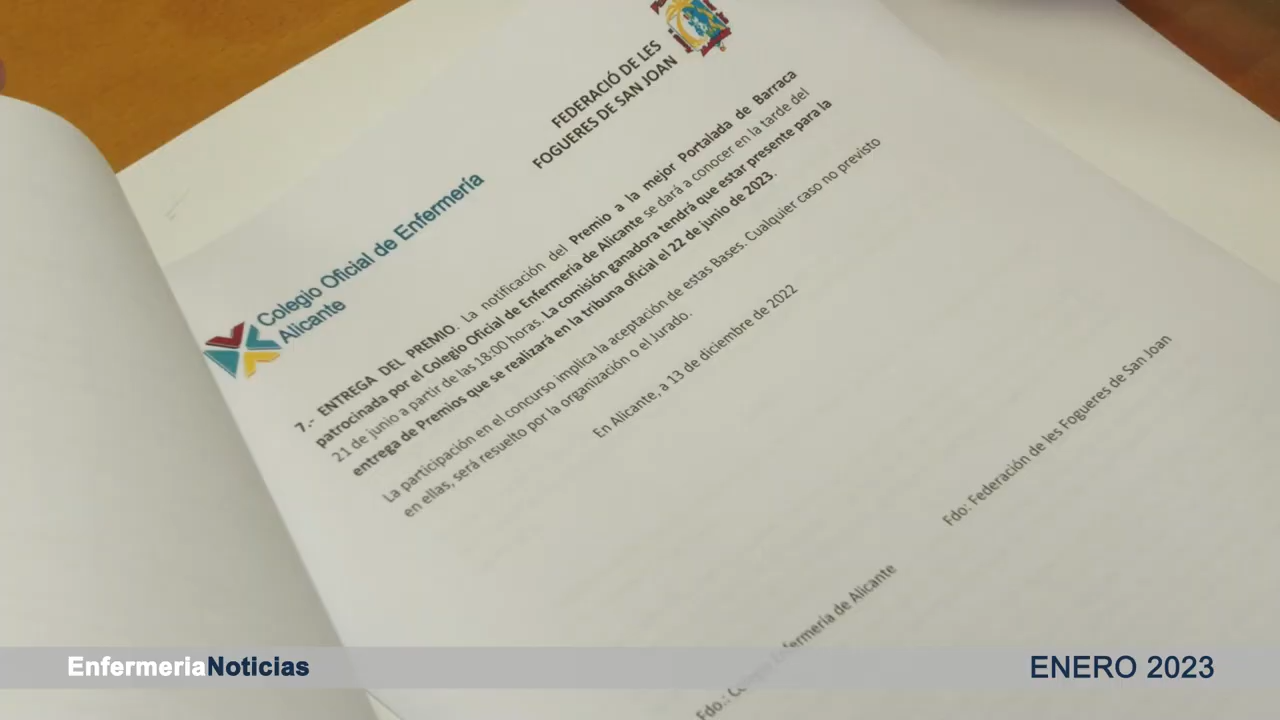 FEDERACIÓ DE LES
FOGUERES DE SAN JOAN
Colegio Oficial de Enfermería
Alicante
7.- ENTREGA DEL PREMIO. La notificación del Premio a la mejor Portalada de Barraca
patrocinada por el Colegio Oficial de Enfermería de Alicante se dará a conocer en la tarde del
21 de junio a partir de las 18:00 horas. La comisión ganadora tendrá que estar presente para la
entrega de Premios que se realizará en la tribuna oficial el 22 de junio de 2023.
La participación en el concurso implica la aceptación de estas Bases. Cualquier caso no previsto
en ellas, será resuelto por la organización o el Jurado.
En Alicante, a 13 de diciembre de 2022
Fdo: Federación de les Fogueres de San Joan
Fdo.: Enfermería de Alicante
EnfermeriaNoticias
ENERO 2023